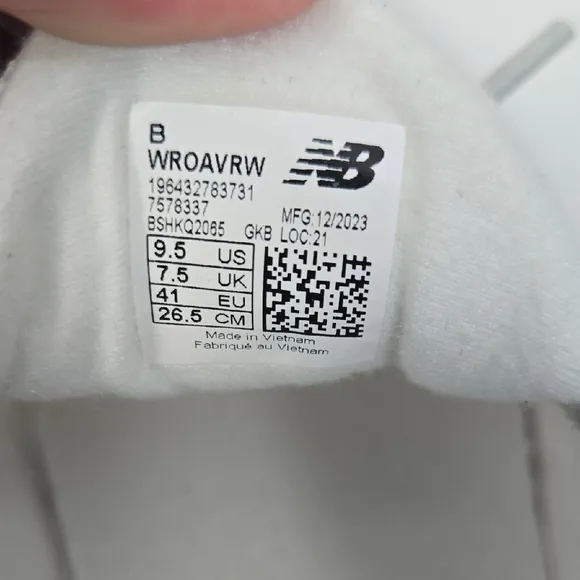 B
WROAVRW
NB
196432783731
7578337
MFG:12/2023
BSHKQ2065 GKB LOC:21
9.5 US
7.5 UK
41 EU
26.5 CM
Made in Vietnam
Fabriqué au Vietnam